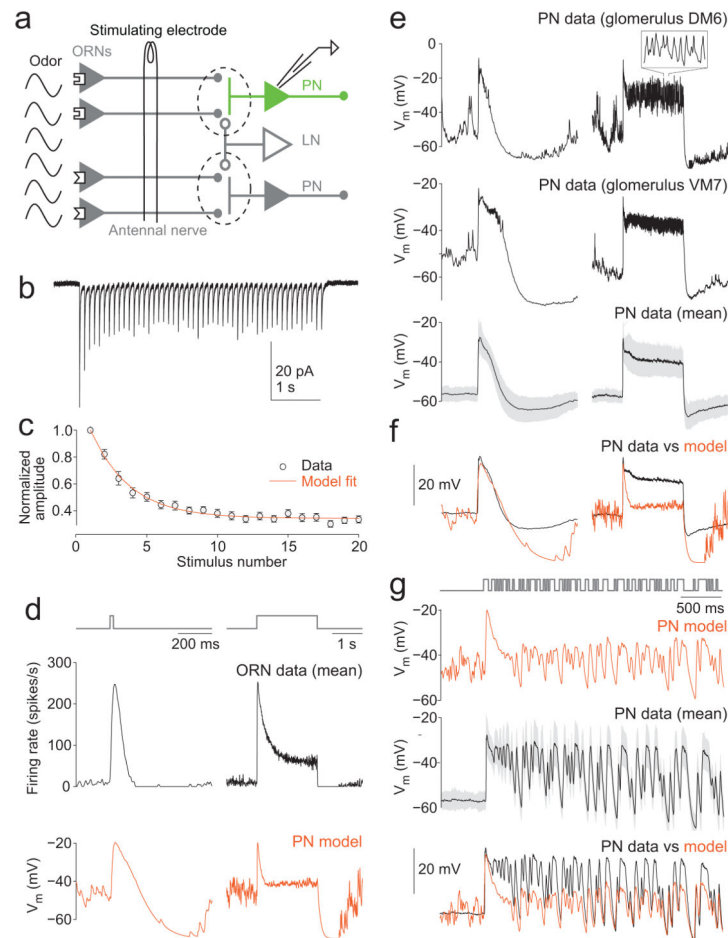 a
Stimulating electrode
Odor
ORNs
PN
LN
PN
Antennal nerve
b
20 pA
1 s
c
Normalized
amplitude
1.0
0.8
0.6
0.4
Data
Model fit
0
5
10
15
20
Stimulus number
d
200 ms
1 s
ORN data (mean)
Firing rate (spikes/s)
300
200
100
0
PN model
Vm (mV)
−20
−40
−60
e
PN data (glomerulus DM6)
Vm (mV)
0
−20
−40
−60
PN data (glomerulus VM7)
Vm (mV)
−20
−40
−60
PN data (mean)
Vm (mV)
−20
−40
−60
f
PN data vs model
20 mV
g
500 ms
PN model
Vm (mV)
−20
−40
−60
PN data (mean)
Vm (mV)
−20
−40
−60
PN data vs model
20 mV